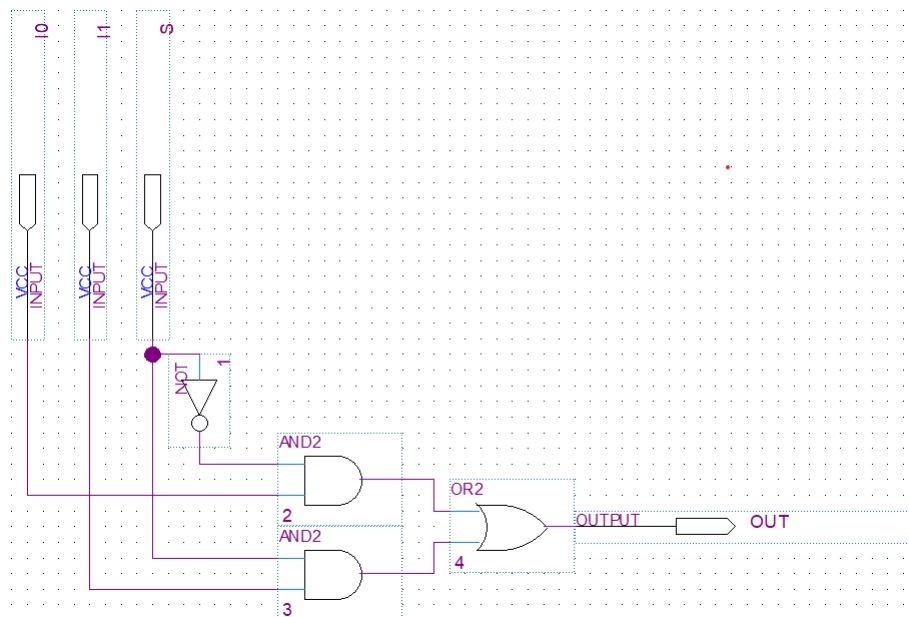 I0
I1
S
VCC
INPUT
VCC
INPUT
VCC
INPUT
NOT
1
AND2
2
AND2
3
OR2
4
OUTPUT
OUT